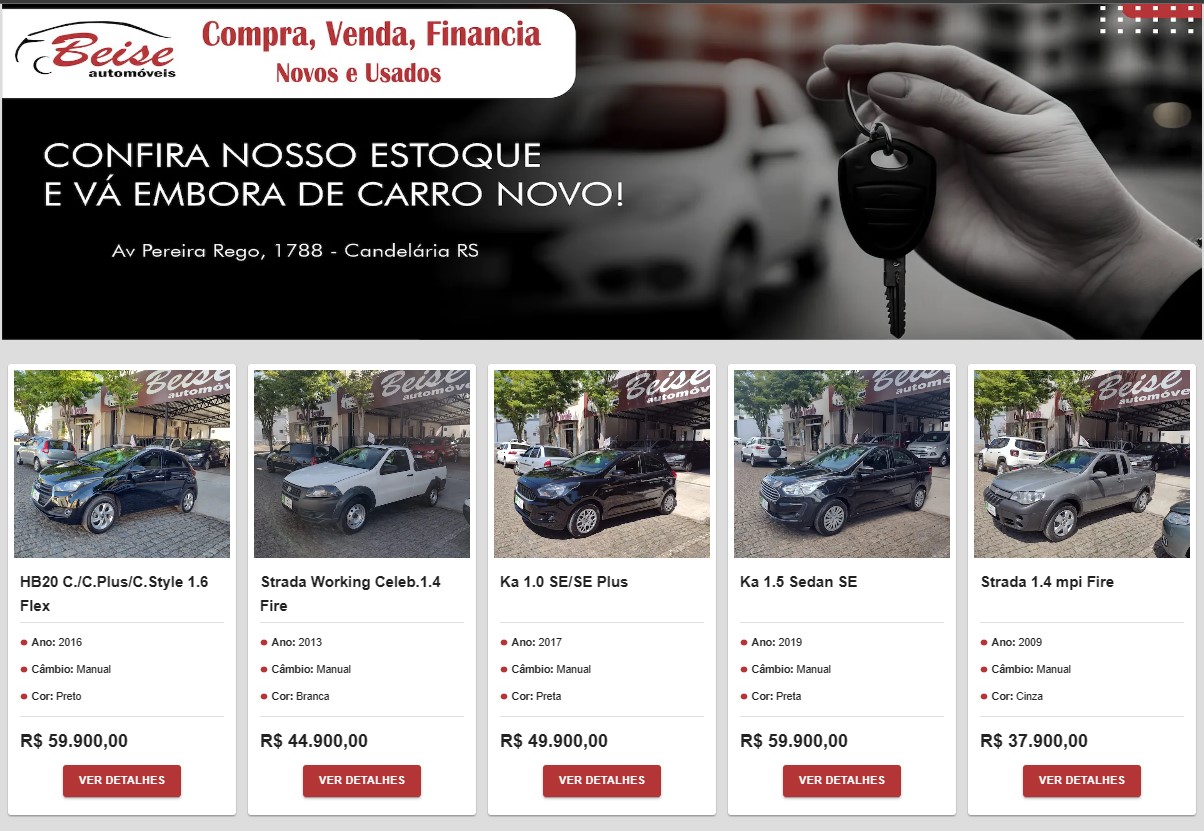 Beise
automóveis
Compra, Venda, Financia
Novos e Usados
CONFIRA NOSSO ESTOQUE
E VÁ EMBORA DE CARRO NOVO!
Av Pereira Rego, 1788 - Candelária RS
Beise
automóv
Beise
automóveis
Beise
automóv
Beise
automó
Beise
automóveis
HB20 C./C.Plus/C.Style 1.6
Flex
Ano: 2016
Câmbio: Manual
Cor: Preto
R$ 59.900,00
VER DETALHES
Strada Working Celeb.1.4
Fire
Ano: 2013
Câmbio: Manual
Cor: Branca
R$ 44.900,00
VER DETALHES
Ka 1.0 SE/SE Plus
Ano: 2017
Câmbio: Manual
Cor: Preta
R$ 49.900,00
VER DETALHES
Ka 1.5 Sedan SE
Ano: 2019
Câmbio: Manual
Cor: Preta
R$ 59.900,00
VER DETALHES
Strada 1.4 mpi Fire
Ano: 2009
Câmbio: Manual
Cor: Cinza
R$ 37.900,00
VER DETALHES